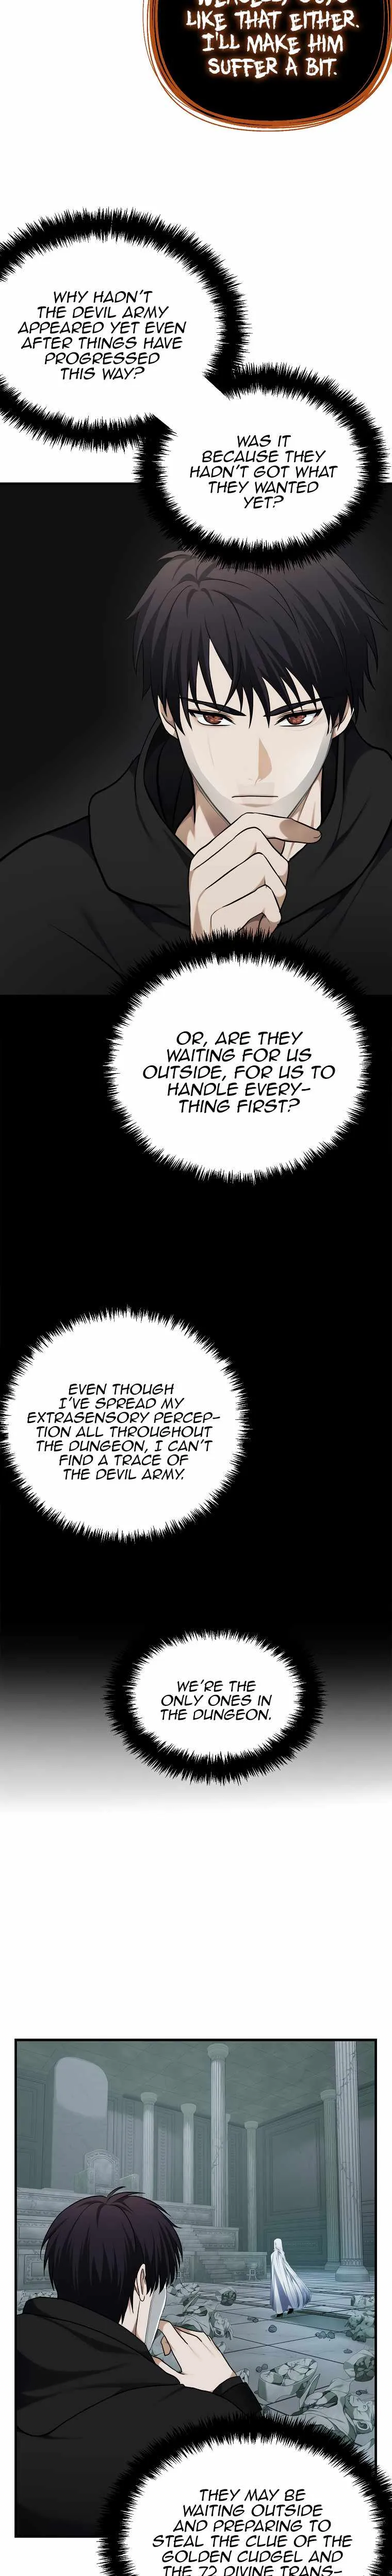 LIKE THAT EITHER.
I'LL MAKE HIM
SUFFER A BIT.
WHY HADN'T
THE DEVIL ARMY
APPEARED YET EVEN
AFTER THINGS HAVE
PROGRESSED
THIS WAY?
WAS IT
BECAUSE THEY
HADN'T GOT WHAT
THEY WANTED
YET?
OR, ARE THEY
WAITING FOR US
OUTSIDE, FOR US TO
HANDLE EVERY-
THING FIRST?
EVEN THOUGH
I'VE SPREAD MY
EXTRASENSORY PERCEP-
TION ALL THROUGHOUT
THE DUNGEON, I CAN'T
FIND A TRACE OF
THE DEVIL ARMY.
WE'RE THE
ONLY ONES IN
THE DUNGEON.
THEY MAY BE
WAITING OUTSIDE
AND PREPARING TO
STEAL THE CLUE OF THE
GOLDEN CUDGEL AND
THE 72 DIVINE TRANS-